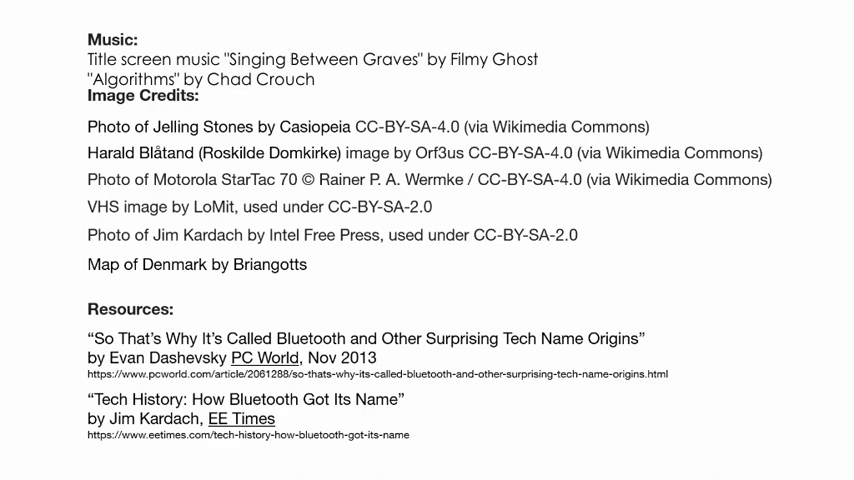 Music:
Title screen music "Singing Between Graves" by Filmy Ghost
"Algorithms" by Chad Crouch
Image Credits:
Photo of Jelling Stones by Casiopeia CC-BY-SA-4.0 (via Wikimedia Commons)
Harald Blåtand (Roskilde Domkirke) image by Orf3us CC-BY-SA-4.0 (via Wikimedia Commons)
Photo of Motorola StarTac 70 © Rainer P. A. Wermke / CC-BY-SA-4.0 (via Wikimedia Commons)
VHS image by LoMit, used under CC-BY-SA-2.0
Photo of Jim Kardach by Intel Free Press, used under CC-BY-SA-2.0
Map of Denmark by Briangotts
Resources:
“So That’s Why It’s Called Bluetooth and Other Surprising Tech Name Origins”
by Evan Dashevsky PC World, Nov 2013
https://www.pcworld.com/article/2061288/so-thats-why-its-called-bluetooth-and-other-surprising-tech-name-origins.html
“Tech History: How Bluetooth Got Its Name”
by Jim Kardach, EE Times
https://www.eetimes.com/tech-history-how-bluetooth-got-its-name